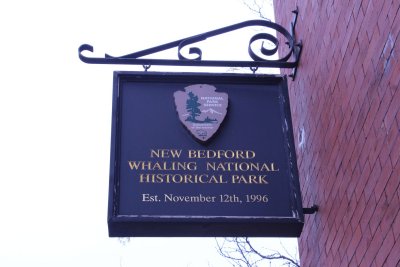 NATIONAL
PARK
SERVICE
NEW BEDFORD
WHALING NATIONAL
HISTORICAL PARK
Est. November 12th, 1996